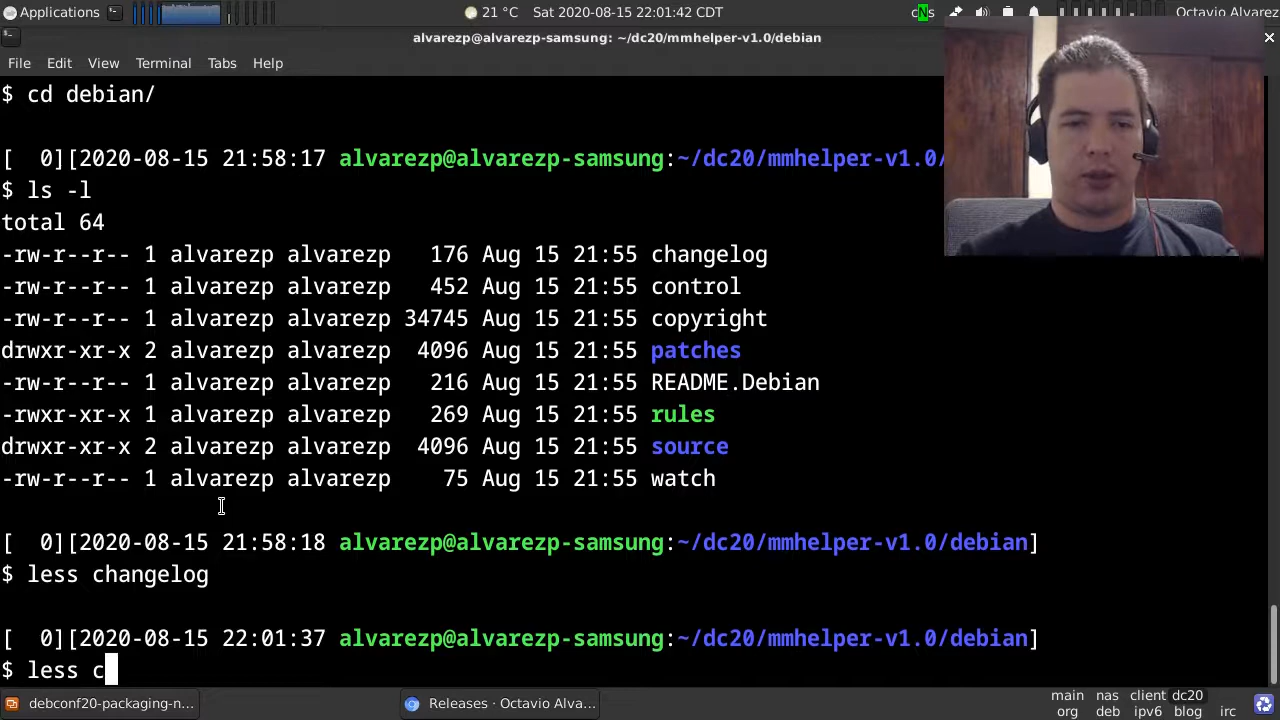 Applications
21 °C Sat 2020-08-15 22:01:42 CDT
Octavio Alvarez
alvarezp@alvarezp-samsung: ~/dc20/mmhelper-v1.0/debian
File Edit View Terminal Tabs Help
$ cd debian/
[ 0][2020-08-15 21:58:17 alvarezp@alvarezp-samsung:~/dc20/mmhelper-v1.0/
$ ls -l
total 64
-rw-r--r-- 1 alvarezp alvarezp 176 Aug 15 21:55 changelog
-rw-r--r-- 1 alvarezp alvarezp 452 Aug 15 21:55 control
-rw-r--r-- 1 alvarezp alvarezp 34745 Aug 15 21:55 copyright
drwxr-xr-x 2 alvarezp alvarezp 4096 Aug 15 21:55 patches
-rw-r--r-- 1 alvarezp alvarezp 216 Aug 15 21:55 README.Debian
-rwxr-xr-x 1 alvarezp alvarezp 269 Aug 15 21:55 rules
drwxr-xr-x 2 alvarezp alvarezp 4096 Aug 15 21:55 source
-rw-r--r-- 1 alvarezp alvarezp 75 Aug 15 21:55 watch
[ 0][2020-08-15 21:58:18 alvarezp@alvarezp-samsung:~/dc20/mmhelper-v1.0/debian]
$ less changelog
[ 0][2020-08-15 22:01:37 alvarezp@alvarezp-samsung:~/dc20/mmhelper-v1.0/debian]
$ less c
debconf20-packaging-n...
Releases · Octavio Alva...
main nas client dc20
org deb ipv6 blog irc